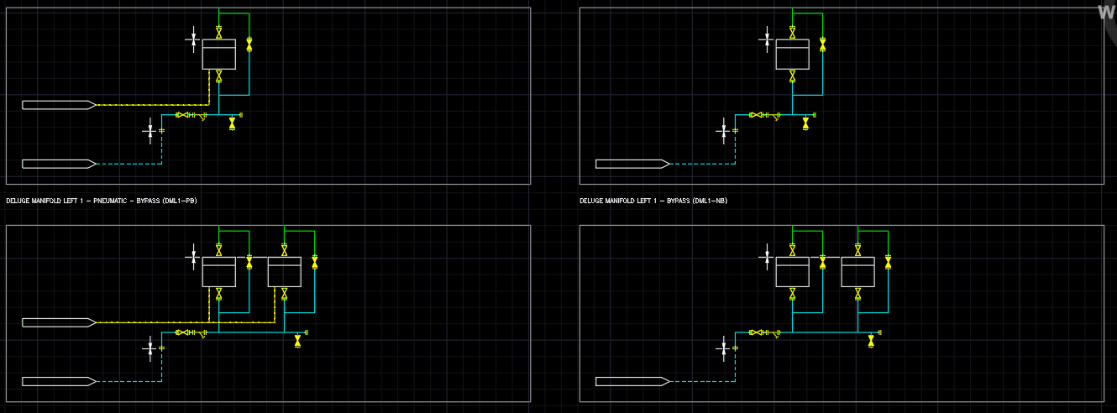 W
DELUGE MANIFOLD LEFT 1 – PNEUMATIC – BYPASS (DML1-PB)
DELUGE MANIFOLD LEFT 1 – BYPASS (DML1-NB)